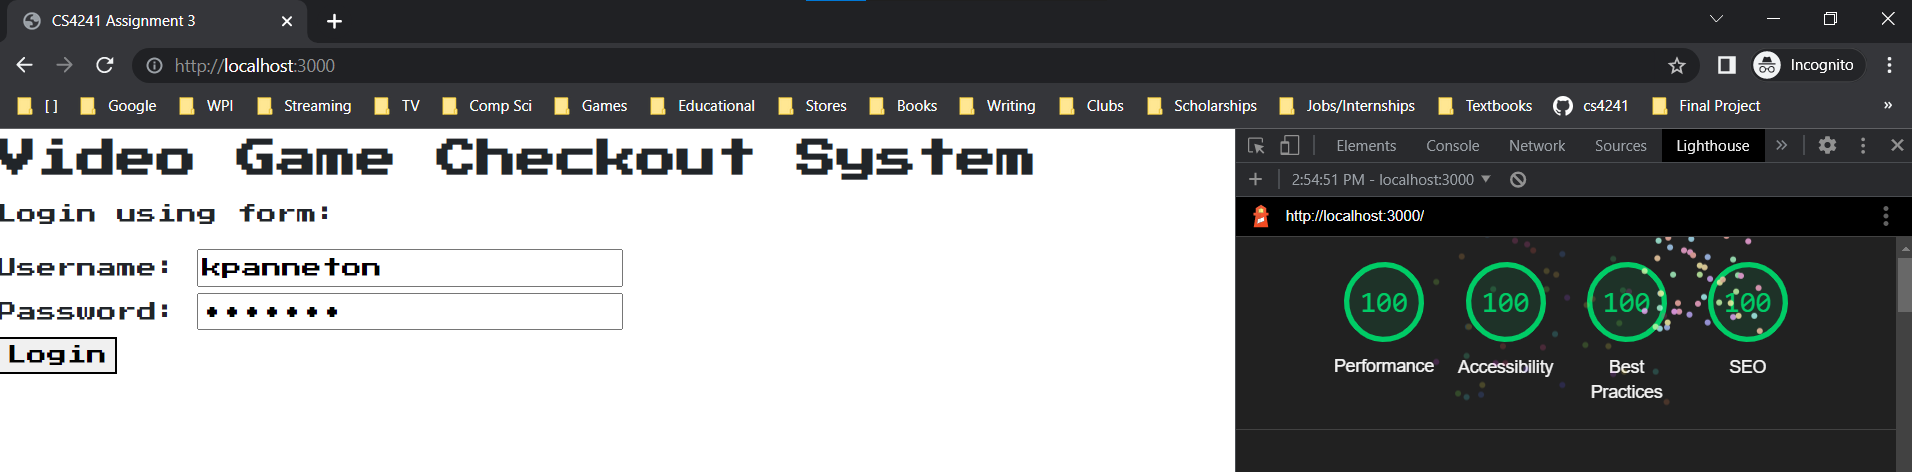 CS4241 Assignment 3
http://localhost:3000
Incognito
[ ] Google WPI Streaming TV Comp Sci Games Educational Stores Books Writing Clubs Scholarships Jobs/Internships Textbooks cs4241 Final Project »
Video Game Checkout System
Login using form:
Username: kpanneton
Password: •••••••
Login
Elements Console Network Sources Lighthouse »
2:54:51 PM - localhost:3000
http://localhost:3000/
100 100 100 100
Performance Accessibility Best Practices SEO